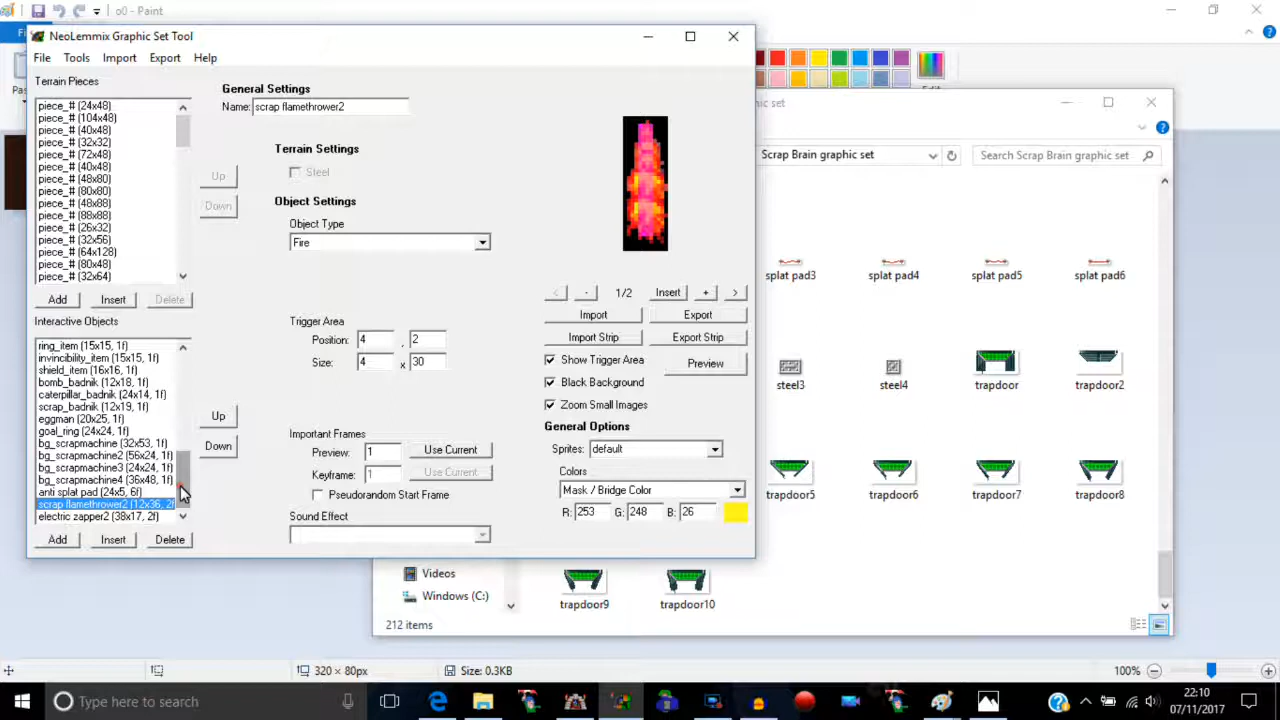 o0 - Paint
NeoLemmix Graphic Set Tool
File Tools Import Export Help
Terrain Pieces
piece_# (24x48)
piece_# (104x48)
piece_# (40x48)
piece_# (32x32)
piece_# (72x48)
piece_# (40x48)
piece_# (48x80)
piece_# (80x80)
piece_# (48x88)
piece_# (88x88)
piece_# (26x32)
piece_# (32x56)
piece_# (64x128)
piece_# (80x48)
piece_# (32x64)
Up
Down
Add Insert Delete
Interactive Objects
ring_item (15x15, 1f)
invincibility_item (15x15, 1f)
shield_item (16x16, 1f)
bomb_badnik (12x18, 1f)
caterpillar_badnik (24x14, 1f)
scrap_badnik (12x19, 1f)
eggman (20x25, 1f)
goal_ring (24x24, 1f)
bg_scrapmachine (32x53, 1f)
bg_scrapmachine2 (56x24, 1f)
bg_scrapmachine3 (24x24, 1f)
bg_scrapmachine4 (36x48, 1f)
anti splat pad (24x5, 6f)
scrap flamethrower2 (12x36, 2f
electric zapper2 (38x17, 2f)
Up
Down
Add Insert Delete
General Settings
Name: scrap flamethrower2
Terrain Settings
Steel
Object Settings
Object Type
Fire
Trigger Area
Position: 4 , 2
Size: 4 x 30
Important Frames
Preview: 1 Use Current
Keyframe: 1 Use Current
Pseudorandom Start Frame
Sound Effect
< - 1/2 Insert + >
Import Export
Import Strip Export Strip
Show Trigger Area Preview
Black Background
Zoom Small Images
General Options
Sprites: default
Colors
Mask / Bridge Color
R: 253 G: 248 B: 26
Scrap Brain graphic set Search Scrap Brain graphic set
splat pad3 splat pad4 splat pad5 splat pad6
steel3 steel4 trapdoor trapdoor2
trapdoor5 trapdoor6 trapdoor7 trapdoor8
Videos
Windows (C:)
trapdoor9 trapdoor10
212 items
320 × 80px Size: 0.3KB 100%
Type here to search
22:10
07/11/2017